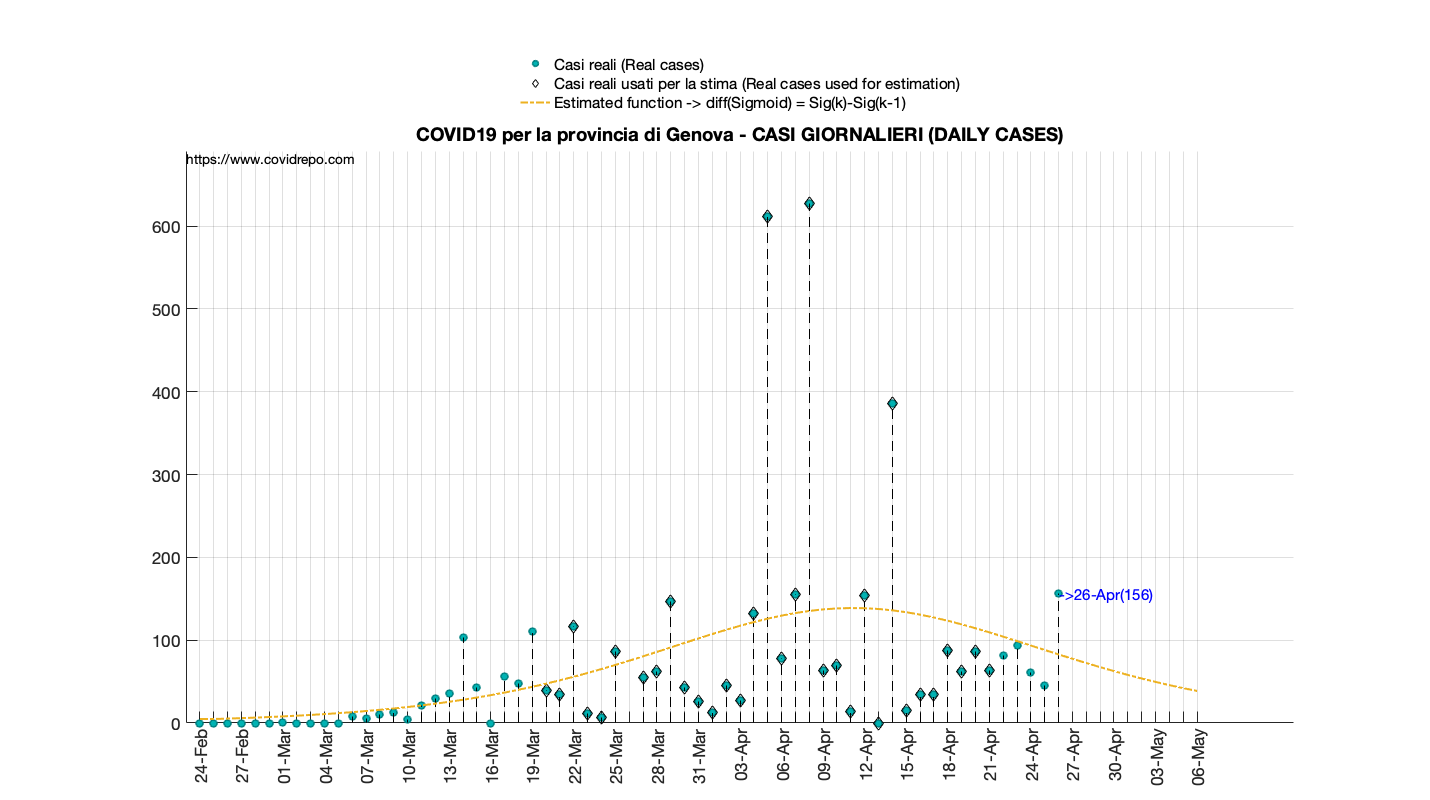 Casi reali (Real cases)
Casi reali usati per la stima (Real cases used for estimation)
Estimated function -> diff(Sigmoid) = Sig(k)-Sig(k-1)
COVID19 per la provincia di Genova - CASI GIORNALIERI (DAILY CASES)
https://www.covidrepo.com
600
500
400
300
200
100
0
->26-Apr(156)
24-Feb
27-Feb
01-Mar
04-Mar
07-Mar
10-Mar
13-Mar
16-Mar
19-Mar
22-Mar
25-Mar
28-Mar
31-Mar
03-Apr
06-Apr
09-Apr
12-Apr
15-Apr
18-Apr
21-Apr
24-Apr
27-Apr
30-Apr
03-May
06-May